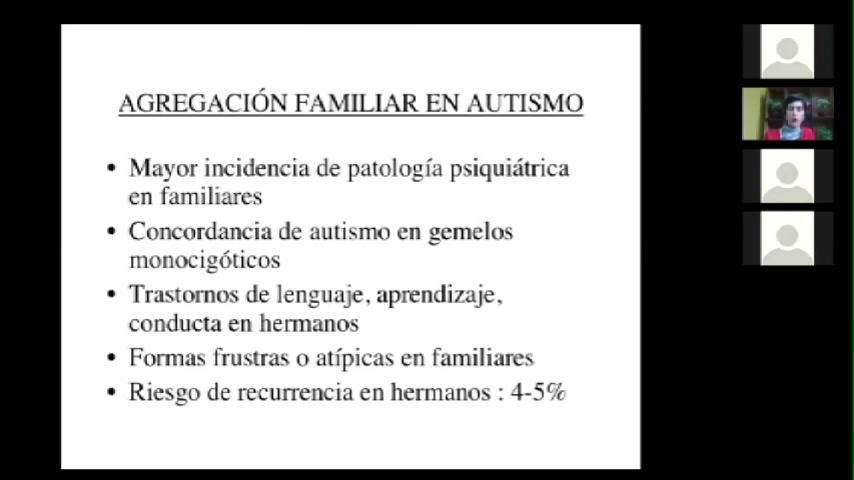 AGREGACIÓN FAMILIAR EN AUTISMO
• Mayor incidencia de patología psiquiátrica
en familiares
• Concordancia de autismo en gemelos
monocigóticos
• Trastornos de lenguaje, aprendizaje,
conducta en hermanos
• Formas frustras o atípicas en familiares
• Riesgo de recurrencia en hermanos : 4-5%